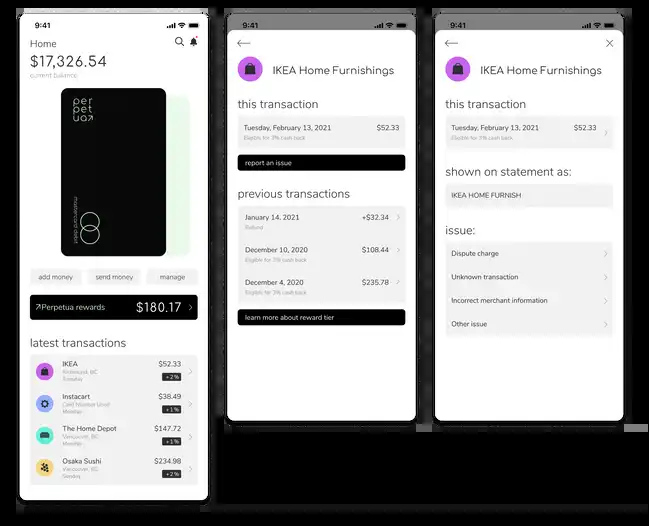 9:41
Home
$17,326.54
current balance
per
pet
ua↗
mastercard debit
add money
send money
manage
↗Perpetua rewards
$180.17
latest transactions
IKEA
$52.33
Richmond, BC
Sunday
+2%
Instacart
$38.49
Monday
+1%
The Home Depot
$147.72
Vancouver, BC
Monday
+1%
Osaka Sushi
$234.98
Vancouver, BC
Sunday
+2%
9:41
IKEA Home Furnishings
this transaction
Tuesday, February 13, 2021
$52.33
Eligible for 3% cash back
report an issue
previous transactions
January 14, 2021
+$32.34
Refund
December 10, 2020
$108.44
Eligible for 3% cash back
December 4, 2020
$235.78
Eligible for 3% cash back
learn more about reward tier
9:41
IKEA Home Furnishings
this transaction
Tuesday, February 13, 2021
$52.33
Eligible for 3% cash back
shown on statement as:
IKEA HOME FURNISH
issue:
Dispute charge
Unknown transaction
Incorrect merchant information
Other issue